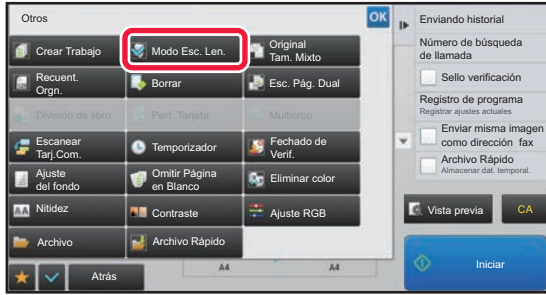 Otros
OK
Crear Trabajo
Modo Esc. Len.
Original
Tam. Mixto
Recuent.
Orgn.
Borrar
Esc. Pág. Dual
División de libro
Perf. Tarjeta
Multicrop
Escanear
Tarj.Com.
Temporizador
Fechado de
Verif.
Ajuste
del fondo
Omitir Página
en Blanco
Eliminar color
AA Nitidez
Contraste
Ajuste RGB
Archivo
Archivo Rápido
Atrás
A4
A4
Enviando historial
Número de búsqueda
de llamada
Sello verificación
Registro de programa
Registrar ajustes actuales
Enviar misma imagen
como dirección fax
Archivo Rápido
Almacenar dat. temporal.
Vista previa
CA
Iniciar